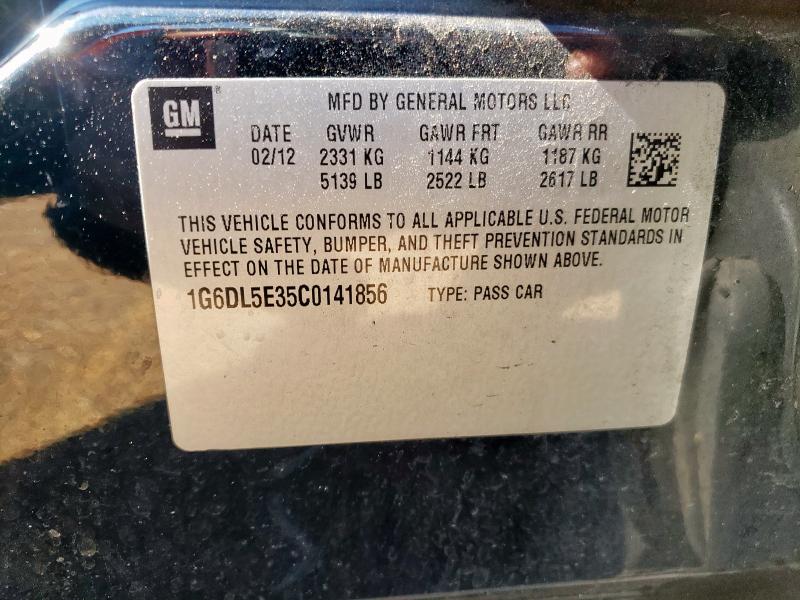 GM
MFD BY GENERAL MOTORS LLC
DATE GVWR GAWR FRT GAWR RR
02/12 2331 KG 1144 KG 1187 KG
5139 LB 2522 LB 2617 LB
THIS VEHICLE CONFORMS TO ALL APPLICABLE U.S. FEDERAL MOTOR
VEHICLE SAFETY, BUMPER, AND THEFT PREVENTION STANDARDS IN
EFFECT ON THE DATE OF MANUFACTURE SHOWN ABOVE.
1G6DL5E35C0141856 TYPE: PASS CAR